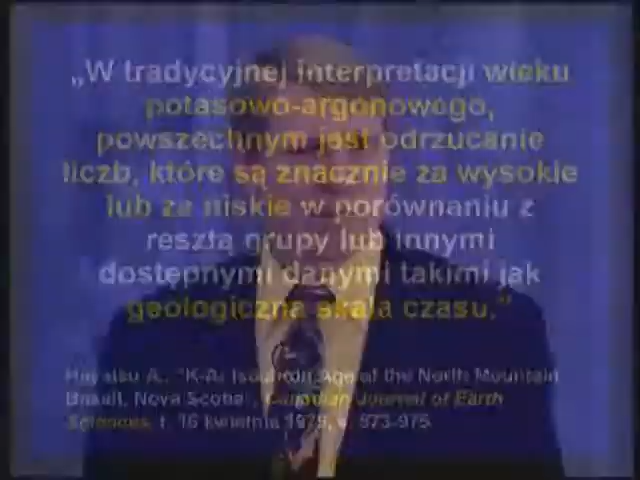 „W tradycyjnej interpretacji wieku
potasowo-argonowego,
powszechnym jest odrzucanie
liczb, które są znacznie za wysokie
lub za niskie w porównaniu z
resztą grupy lub innymi
dostępnymi danymi takimi jak
geologiczna skala czasu.”
Hayatsu A., "K-Ar Isochron Age of the North Mountain
Basalt, Nova Scotia", Canadian Journal of Earth
Sciences, t. 16 kwietnia 1979, s. 973-975.